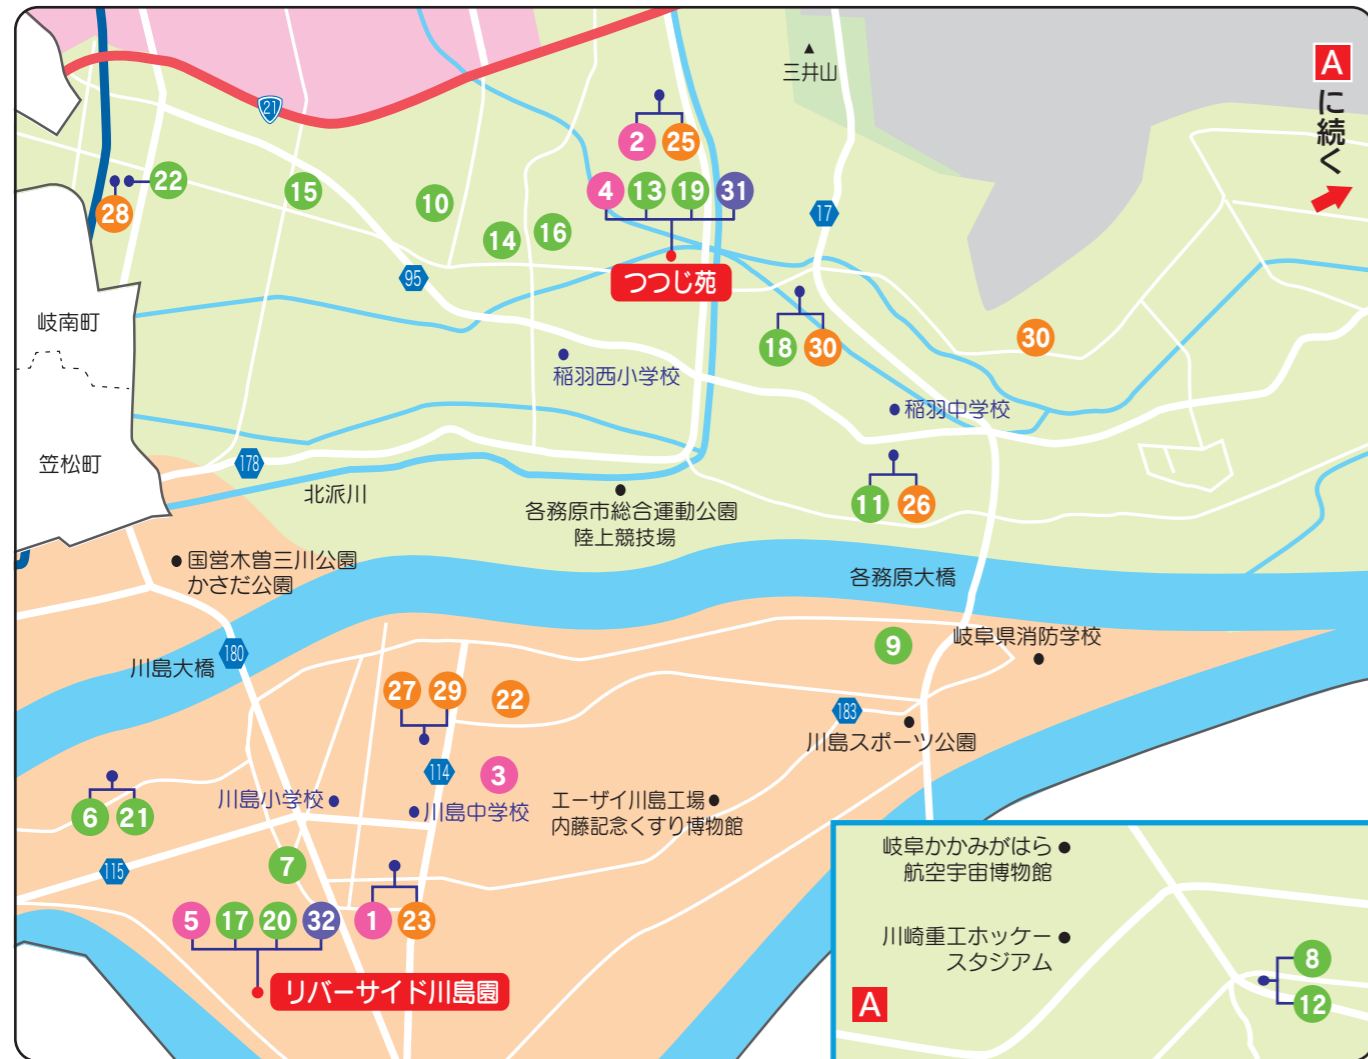 三井山
A
に続く
21
2
25
4
13
19
31
22
28
15
10
14
16
17
95
つつじ苑
岐南町
18
30
30
稲羽西小学校
稲羽中学校
笠松町
178
北派川
各務原市総合運動公園
陸上競技場
11
26
国営木曽三川公園
かさだ公園
各務原大橋
川島大橋
180
9
岐阜県消防学校
27
29
22
183
川島スポーツ公園
114
3
6
21
川島小学校
川島中学校
エーザイ川島工場
内藤記念くすり博物館
115
7
5
17
20
32
1
23
リバーサイド川島園
岐阜かかみがはら
航空宇宙博物館
川崎重工ホッケー
スタジアム
8
12
A